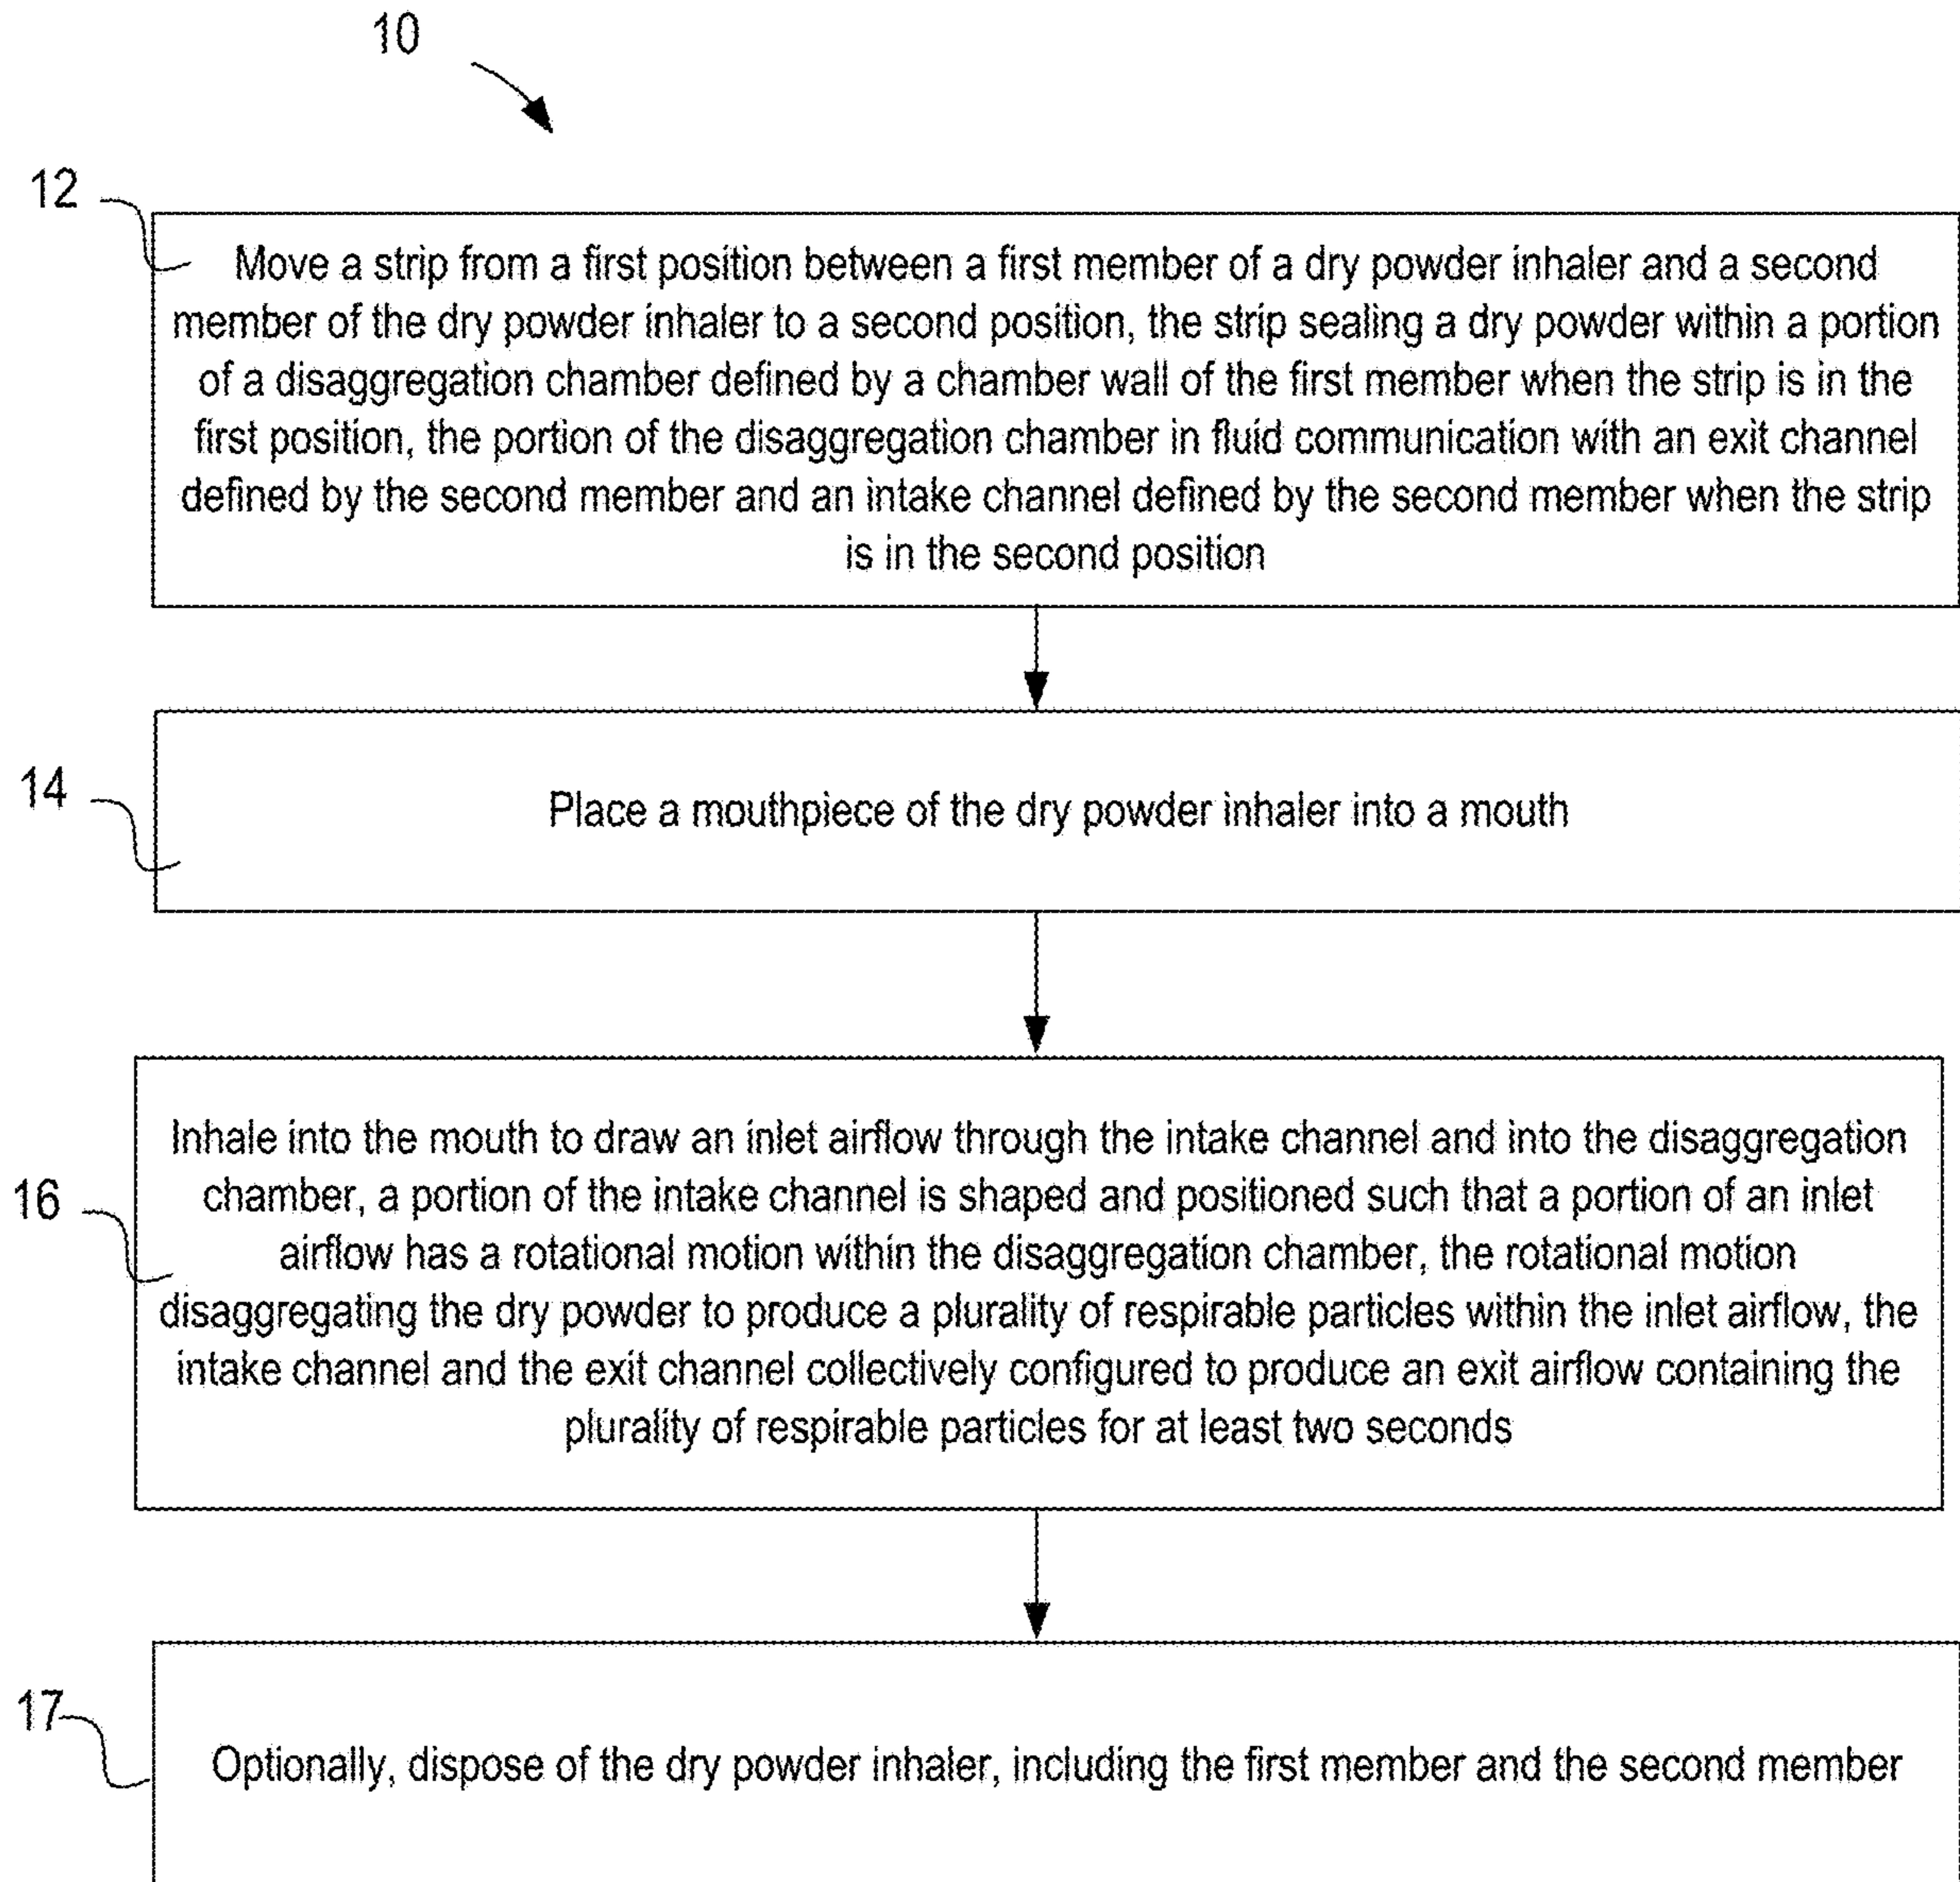 10
12
Move a strip from a first position between a first member of a dry powder inhaler and a second
member of the dry powder inhaler to a second position, the strip sealing a dry powder within a portion
of a disaggregation chamber defined by a chamber wall of the first member when the strip is in the
first position, the portion of the disaggregation chamber in fluid communication with an exit channel
defined by the second member and an intake channel defined by the second member when the strip
is in the second position
14
Place a mouthpiece of the dry powder inhaler into a mouth
16
Inhale into the mouth to draw an inlet airflow through the intake channel and into the disaggregation
chamber, a portion of the intake channel is shaped and positioned such that a portion of an inlet
airflow has a rotational motion within the disaggregation chamber, the rotational motion
disaggregating the dry powder to produce a plurality of respirable particles within the inlet airflow, the
intake channel and the exit channel collectively configured to produce an exit airflow containing the
plurality of respirable particles for at least two seconds
17
Optionally, dispose of the dry powder inhaler, including the first member and the second member